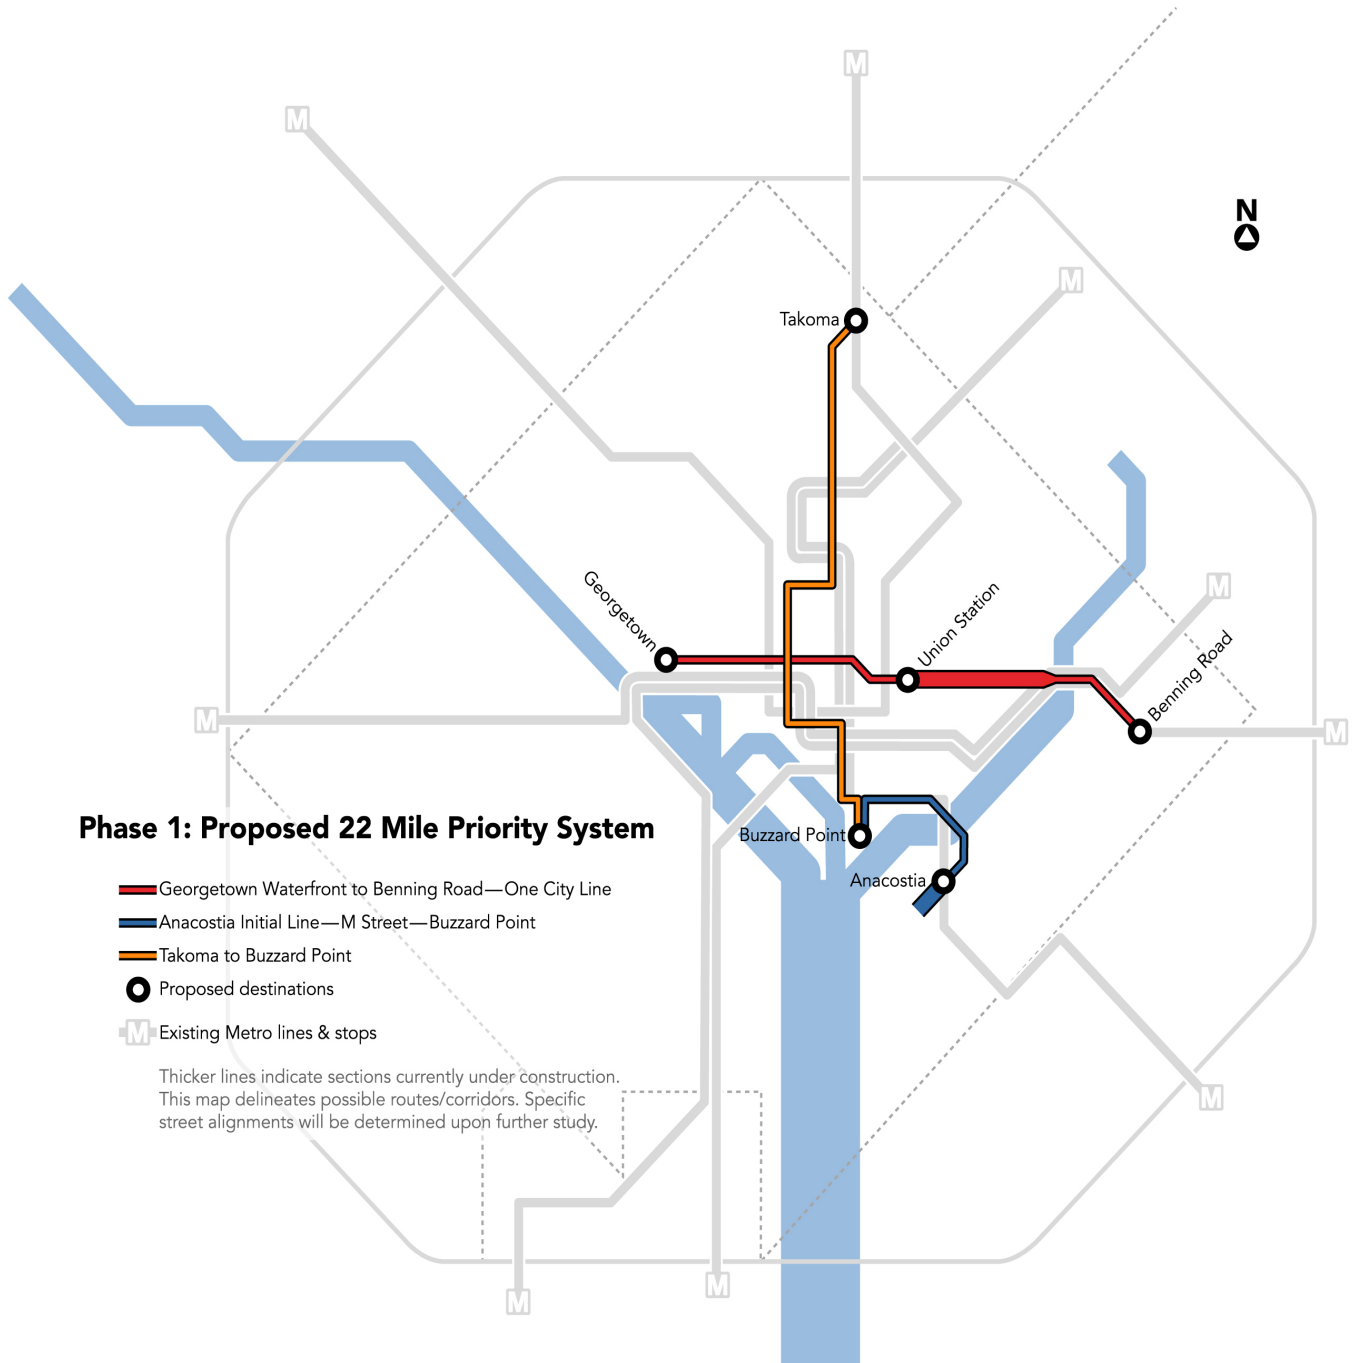 M
M
N
M
Takoma
Georgetown
Union Station
M
Benning Road
M
M
Phase 1: Proposed 22 Mile Priority System
Buzzard Point
Anacostia
Georgetown Waterfront to Benning Road—One City Line
Anacostia Initial Line—M Street—Buzzard Point
Takoma to Buzzard Point
Proposed destinations
M Existing Metro lines & stops
Thicker lines indicate sections currently under construction.
This map delineates possible routes/corridors. Specific
street alignments will be determined upon further study.
M
M
M